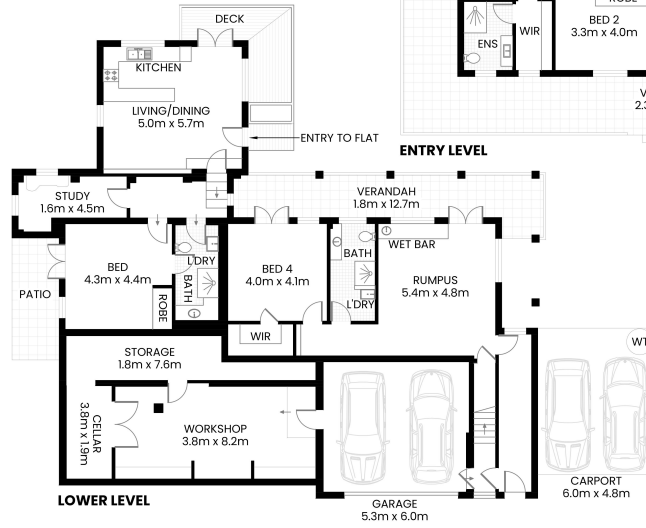 DECK
KITCHEN
LIVING/DINING
5.0m x 5.7m
ENTRY TO FLAT
ENS
WIR
BED 2
3.3m x 4.0m
ENTRY LEVEL
STUDY
1.6m x 4.5m
VERANDAH
1.8m x 12.7m
BED
4.3m x 4.4m
L'DRY
BATH
ROBE
PATIO
BED 4
4.0m x 4.1m
BATH
L'DRY
WET BAR
RUMPUS
5.4m x 4.8m
WIR
STORAGE
1.8m x 7.6m
CELLAR
3.8m x 1.9m
WORKSHOP
3.8m x 8.2m
WT
LOWER LEVEL
GARAGE
5.3m x 6.0m
CARPORT
6.0m x 4.8m